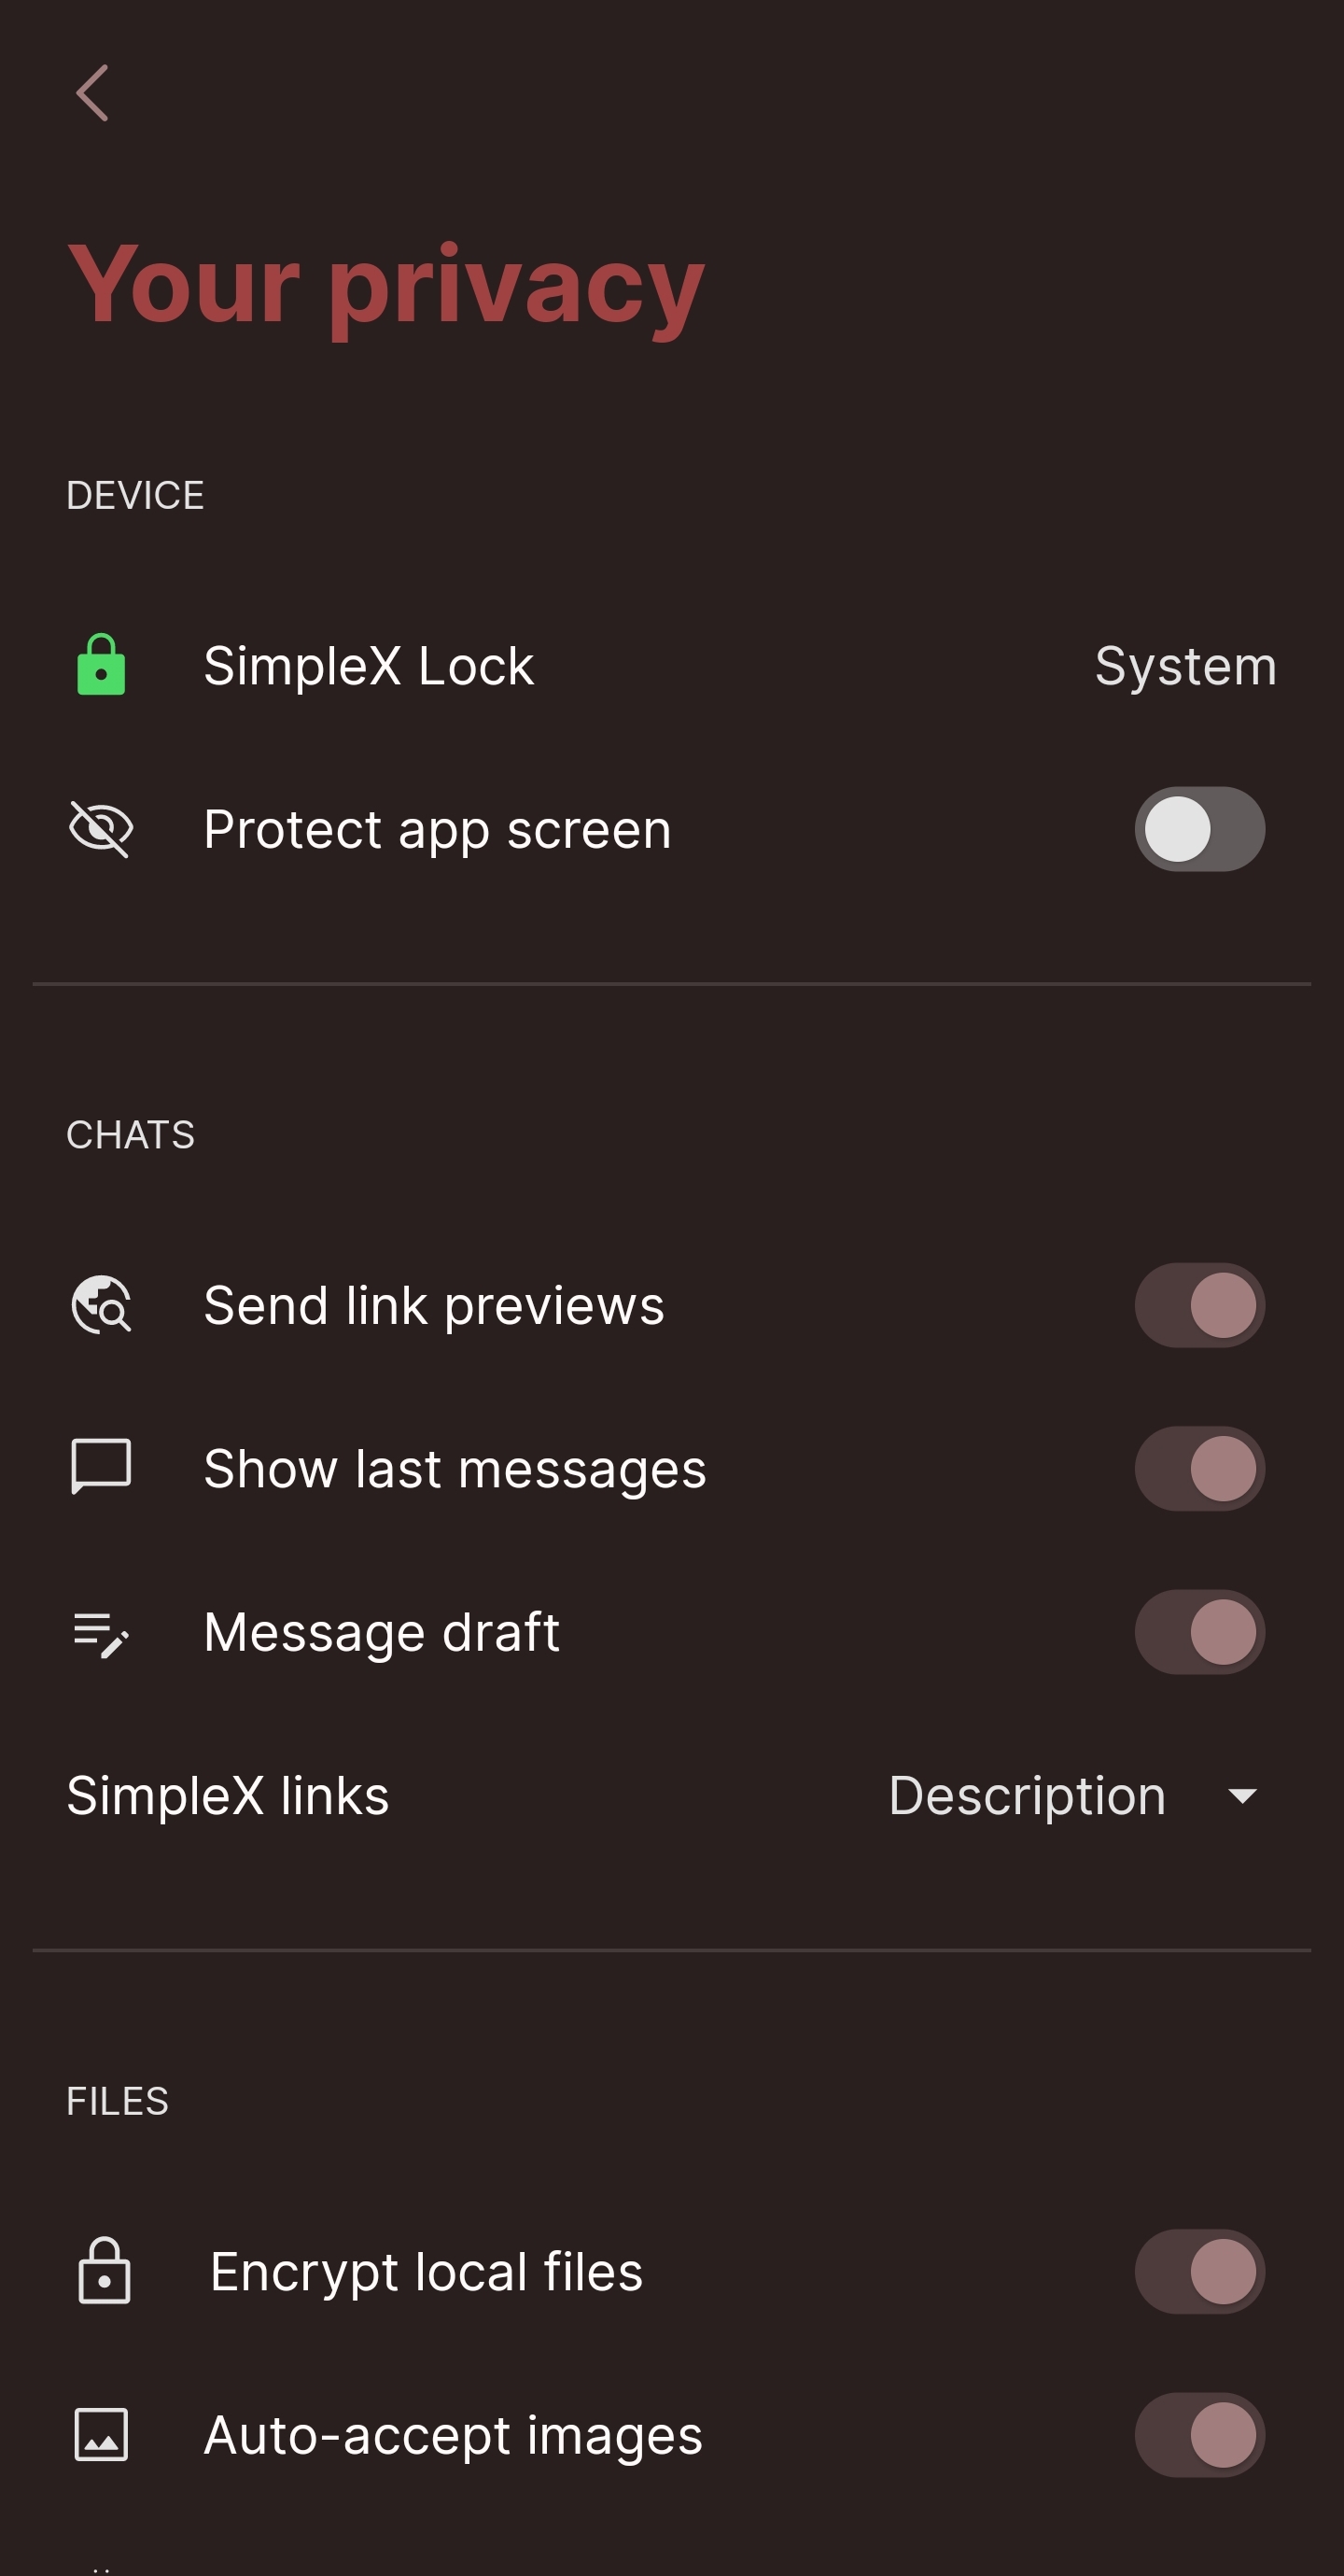 Your privacy
DEVICE
SimpleX Lock System
Protect app screen
CHATS
Send link previews
Show last messages
Message draft
SimpleX links Description
FILES
Encrypt local files
Auto-accept images